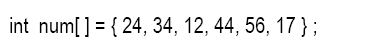 int num[ ] = { 24, 34, 12, 44, 56, 17 } ;